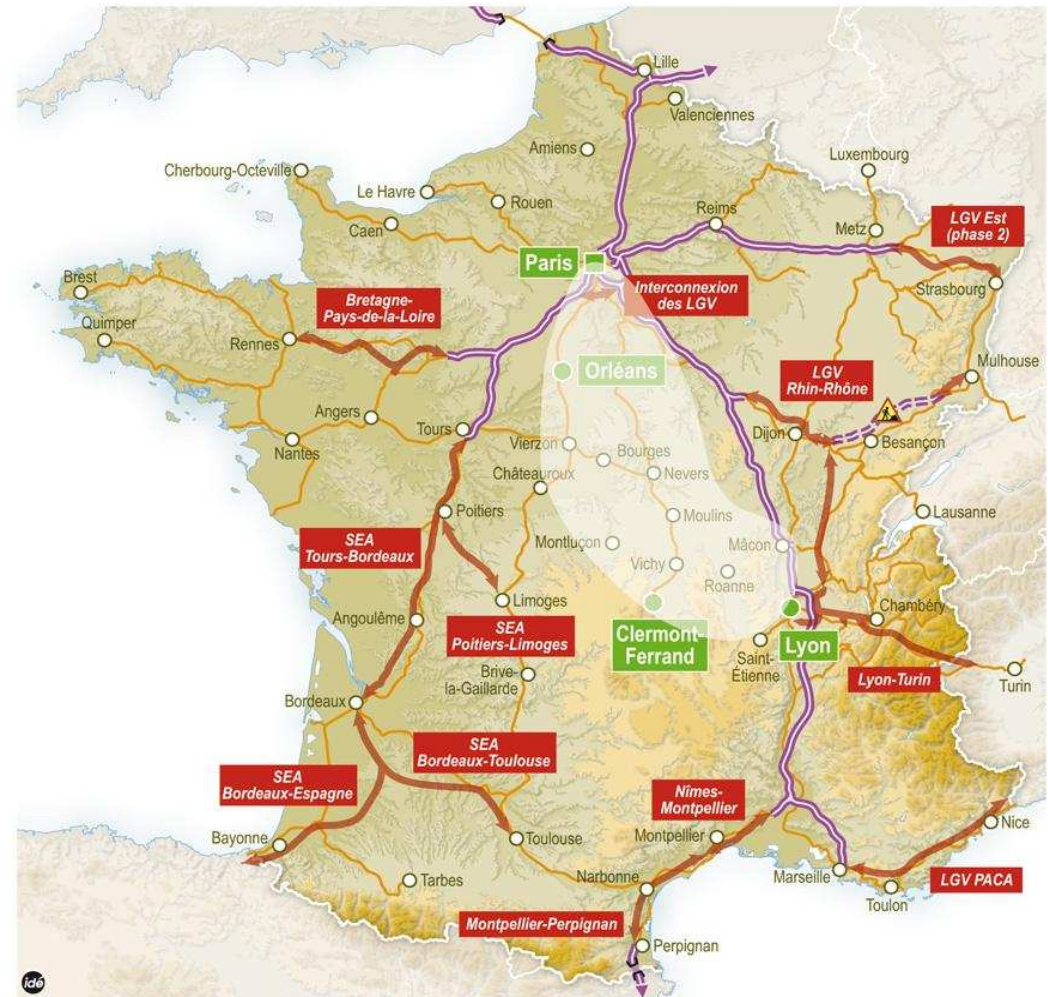 Lille
Valenciennes
Amiens
Luxembourg
Cherbourg-Octeville
Le Havre
Rouen
Reims
Metz
LGV Est
(phase 2)
Caen
Paris
Interconnexion
des LGV
Strasbourg
Brest
Bretagne-
Pays-de-la-Loire
Quimper
Rennes
Orléans
LGV
Rhin-Rhône
Mulhouse
Angers
Tours
Vierzon
Dijon
Besançon
Nantes
Bourges
Châteauroux
Nevers
Poitiers
Moulins
Lausanne
SEA
Tours-Bordeaux
Montluçon
Mâcon
Vichy
Roanne
Limoges
Angoulême
SEA
Poitiers-Limoges
Clermont-
Ferrand
Lyon
Chambéry
Saint-
Étienne
Brive-
la-Gaillarde
Lyon-Turin
Turin
Bordeaux
SEA
Bordeaux-Toulouse
SEA
Bordeaux-Espagne
Nîmes-
Montpellier
Bayonne
Toulouse
Montpellier
Nice
Tarbes
Narbonne
Marseille
Toulon
LGV PACA
Montpellier-Perpignan
Perpignan
idé